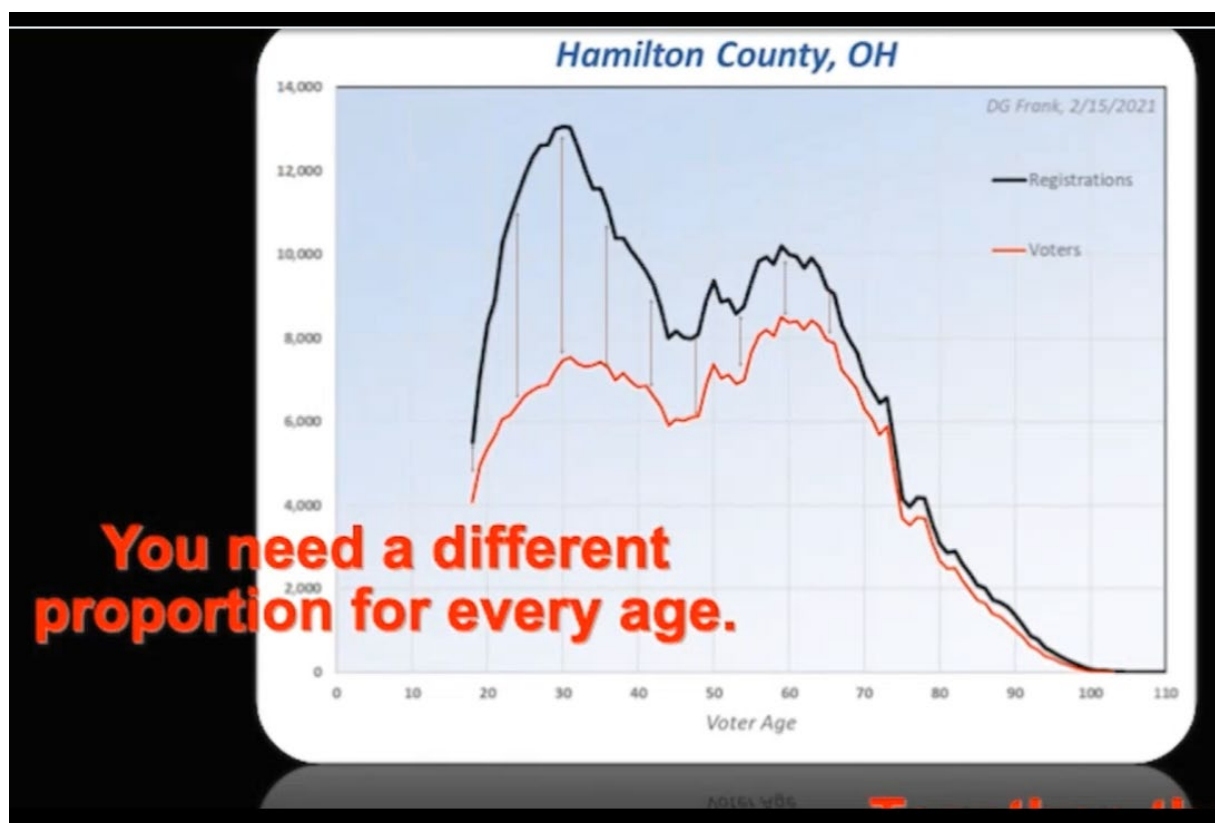 Hamilton County, OH
DG Frank, 2/15/2021
14,000
12,000
10,000
8,000
6,000
4,000
2,000
0
Registrations
Voters
You need a different
proportion for every age.
0 10 20 30 40 50 60 70 80 90 100 110
Voter Age
Voter Age